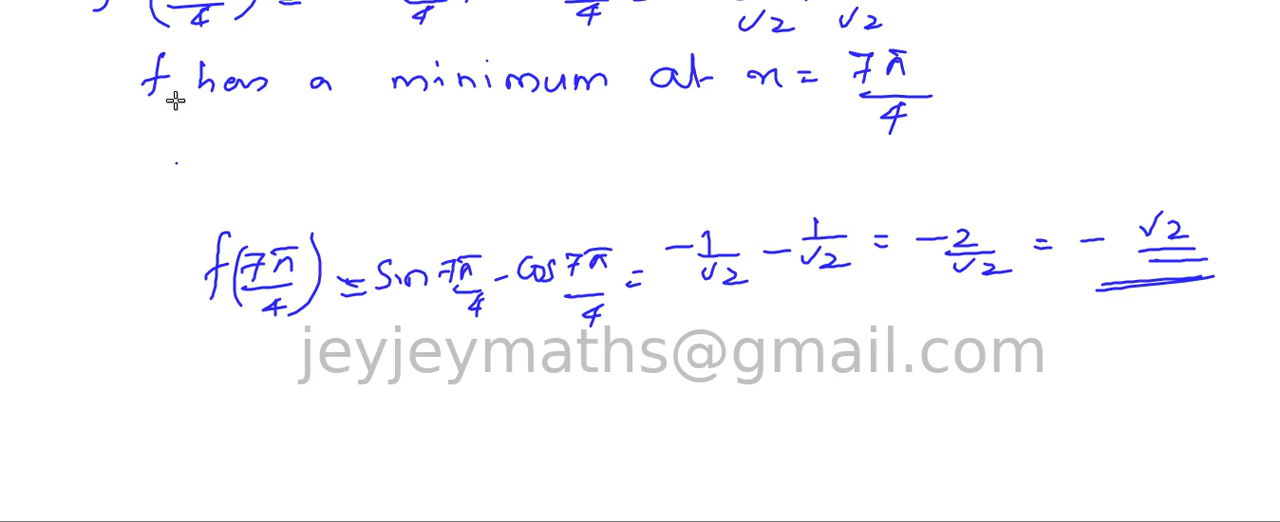 f has a minimum at x = 7π/4
f(7π/4) = Sin 7π/4 - Cos 7π/4 = -1/√2 - 1/√2 = -2/√2 = -√2
jeyjeymaths@gmail.com